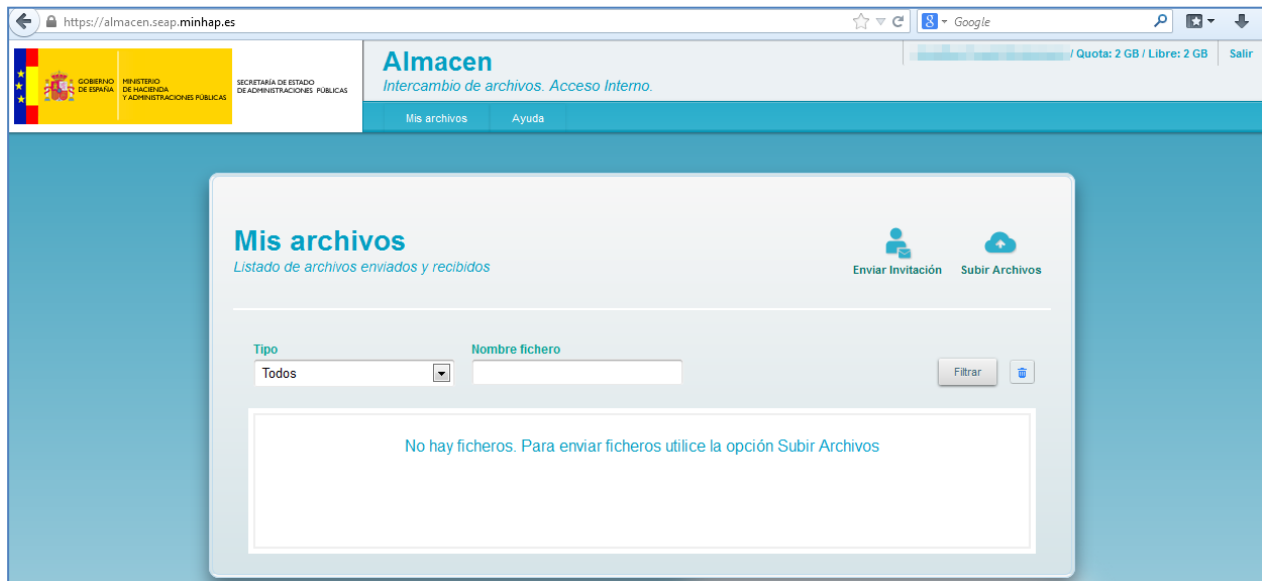 https://almacen.seap.minhap.es
Google
GOBIERNO DE ESPAÑA
MINISTERIO DE HACIENDA Y ADMINISTRACIONES PÚBLICAS
SECRETARÍA DE ESTADO DE ADMINISTRACIONES PÚBLICAS
Almacen
Intercambio de archivos. Acceso Interno.
/ Quota: 2 GB / Libre: 2 GB
Salir
Mis archivos
Ayuda
Mis archivos
Listado de archivos enviados y recibidos
Enviar Invitación
Subir Archivos
Tipo
Nombre fichero
Todos
Filtrar
No hay ficheros. Para enviar ficheros utilice la opción Subir Archivos